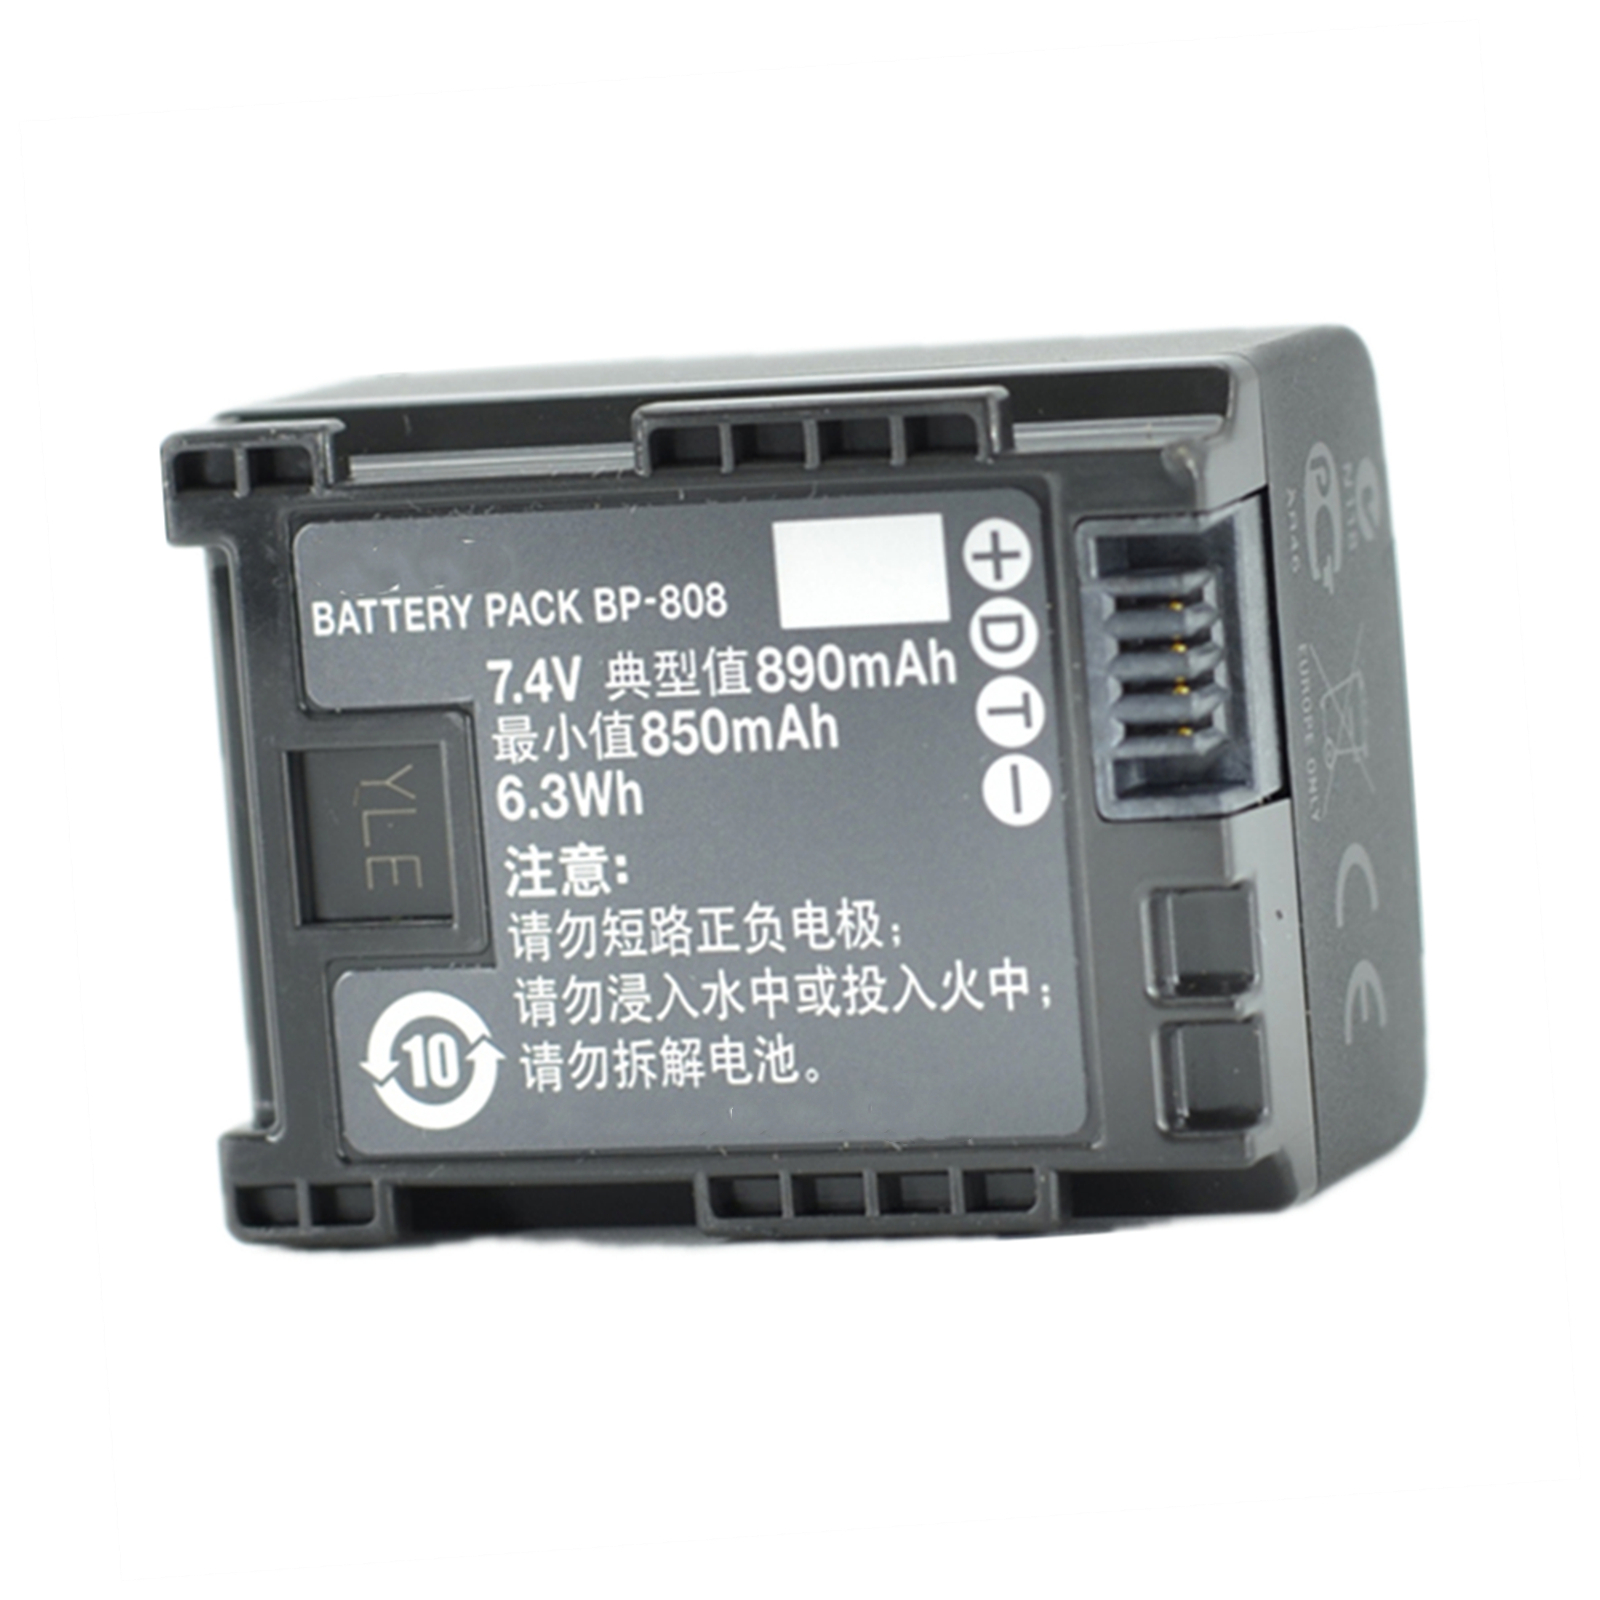 BATTERY PACK BP-808
7.4V 典型值890mAh
最小值850mAh
6.3Wh
注意:
请勿短路正负电极；
请勿浸入水中或投入火中；
请勿拆解电池。
10
+
D
T
−
YLE
PG
N118
EUROPE ONLY
CE